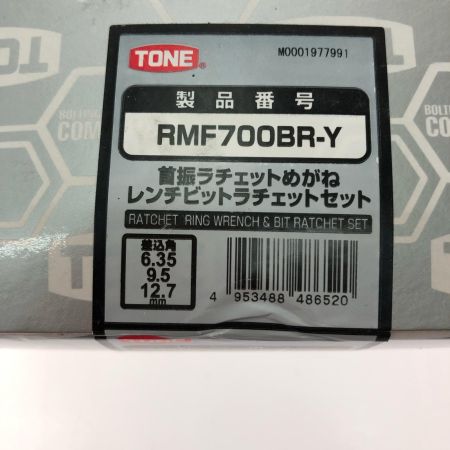 TONE
M0001977991
製品番号
RMF700BR-Y
首振ラチェットめがね
レンチビットラチェットセット
RATCHET RING WRENCH & BIT RATCHET SET
差込角
6.35
9.5
12.7
mm
4 953488 486520
TONE